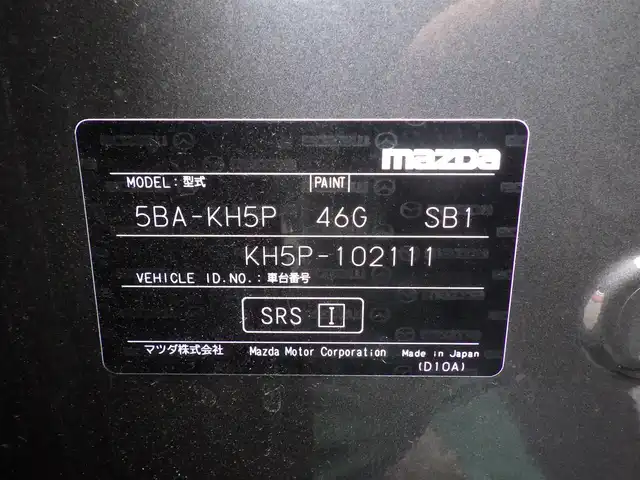 mazda
MODEL: 型式 PAINT
5BA-KH5P 46G SB1
KH5P-102111
VEHICLE ID.NO.: 車台番号
SRS I
マツダ株式会社 Mazda Motor Corporation Made in Japan
(D10A)